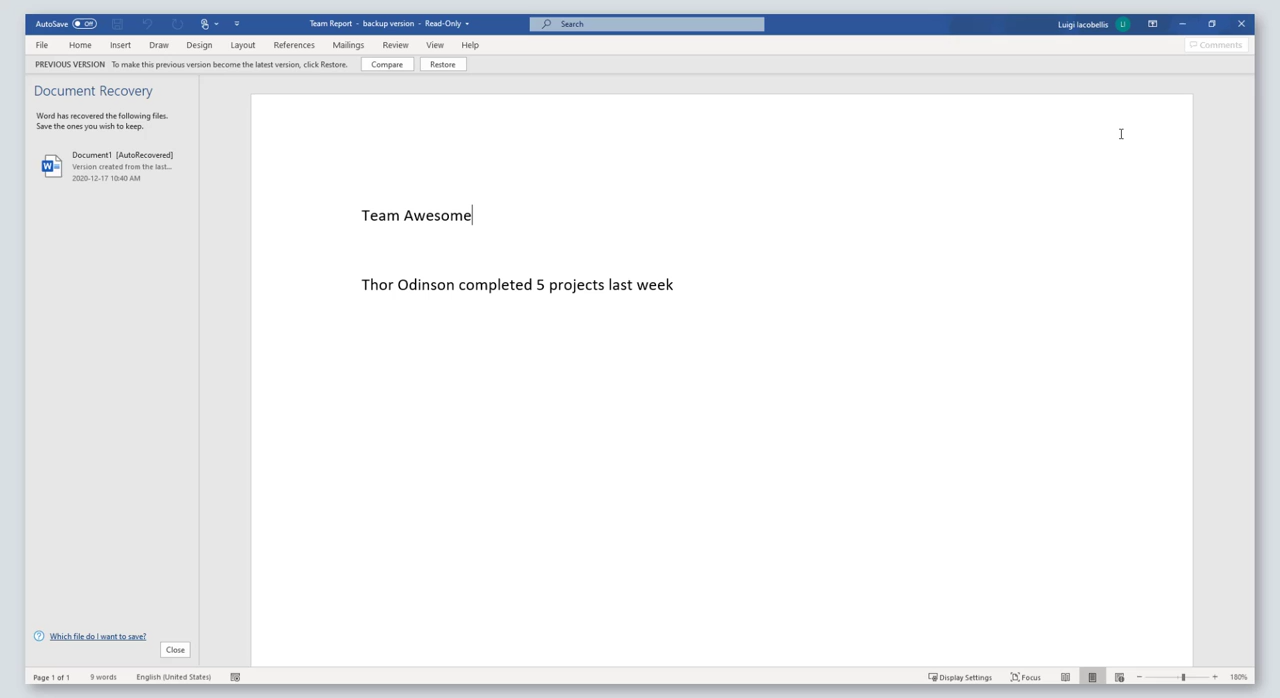 AutoSave Off
Team Report - backup version - Read-Only
Search
Luigi Iacobellis LI
File Home Insert Draw Design Layout References Mailings Review View Help
Comments
PREVIOUS VERSION To make this previous version become the latest version, click Restore. Compare Restore
Document Recovery
Word has recovered the following files.
Save the ones you wish to keep.
W
Document1 [AutoRecovered]
Version created from the last...
2020-12-17 10:40 AM
Team Awesome
Thor Odinson completed 5 projects last week
? Which file do I want to save?
Close
Page 1 of 1 9 words English (United States) Display Settings Focus 180%